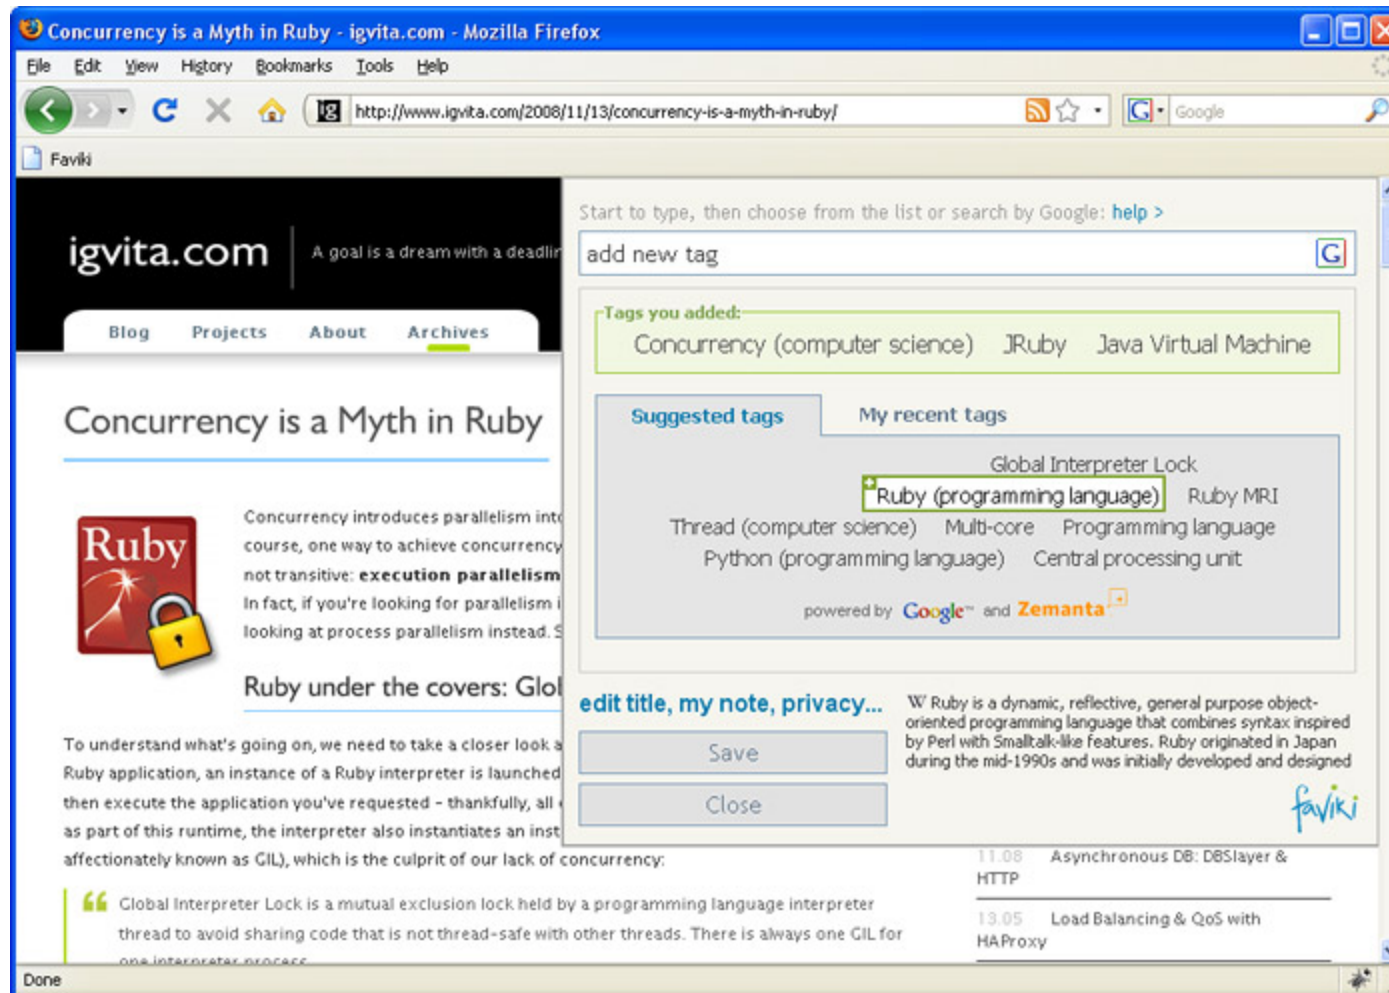 Concurrency is a Myth in Ruby - igvita.com - Mozilla Firefox
File Edit View History Bookmarks Tools Help
http://www.igvita.com/2008/11/13/concurrency-is-a-myth-in-ruby/
Google
Faviki
igvita.com
A goal is a dream with a deadlin
Blog Projects About Archives
Concurrency is a Myth in Ruby
Ruby
Concurrency introduces parallelism into
course, one way to achieve concurrency
not transitive: execution parallelism
In fact, if you're looking for parallelism i
looking at process parallelism instead. S
Ruby under the covers: Glol
To understand what's going on, we need to take a closer look a
Ruby application, an instance of a Ruby interpreter is launched
then execute the application you've requested - thankfully, all
as part of this runtime, the interpreter also instantiates an inst
affectionately known as GIL), which is the culprit of our lack of concurrency:
Global Interpreter Lock is a mutual exclusion lock held by a programming language interpreter
thread to avoid sharing code that is not thread-safe with other threads. There is always one GIL for
one interpreter process
Start to type, then choose from the list or search by Google: help >
add new tag
G
Tags you added:
Concurrency (computer science) JRuby Java Virtual Machine
Suggested tags My recent tags
Global Interpreter Lock
Ruby (programming language) Ruby MRI
Thread (computer science) Multi-core Programming language
Python (programming language) Central processing unit
powered by Google™ and Zemanta
edit title, my note, privacy...
Save
Close
W Ruby is a dynamic, reflective, general purpose object-
oriented programming language that combines syntax inspired
by Perl with Smalltalk-like features. Ruby originated in Japan
during the mid-1990s and was initially developed and designed
faviki
11.08 Asynchronous DB: DBSlayer &
HTTP
13.05 Load Balancing & QoS with
HAProxy
Done